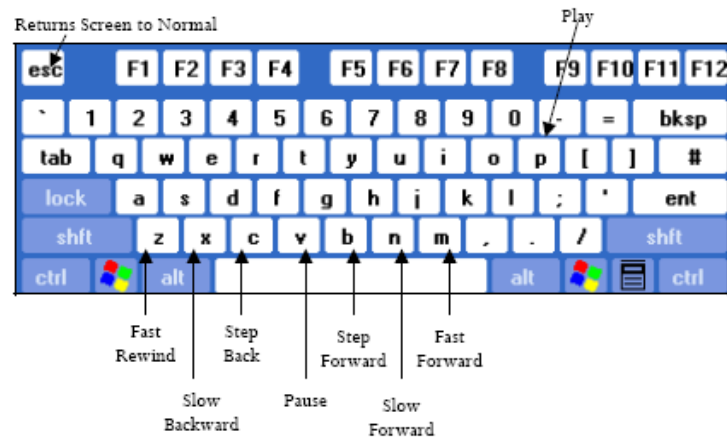 Returns Screen to Normal
Play
esc F1 F2 F3 F4 F5 F6 F7 F8 F9 F10 F11 F12
` 1 2 3 4 5 6 7 8 9 0 - = bksp
tab q w e r t y u i o p [ ] #
lock a s d f g h j k l ; ' ent
shft z x c v b n m , . / shft
ctrl alt alt ctrl
Fast Rewind
Step Back
Step Forward
Fast Forward
Slow Backward
Pause
Slow Forward